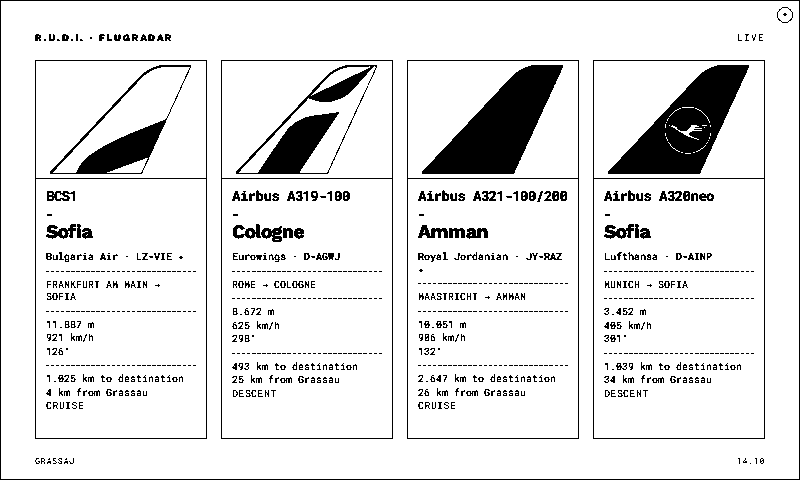 R.U.D.I. · FLUGRADAR
LIVE
BCS1
–
Sofia
Bulgaria Air · LZ-VIE ✦
FRANKFURT AM MAIN →
SOFIA
11.887 m
921 km/h
126°
1.025 km to destination
4 km from Grassau
CRUISE
Airbus A319-100
–
Cologne
Eurowings · D-AGWJ
ROME → COLOGNE
8.672 m
625 km/h
298°
493 km to destination
25 km from Grassau
DESCENT
Airbus A321-100/200
–
Amman
Royal Jordanian · JY-RAZ
✦
MAASTRICHT → AMMAN
10.051 m
906 km/h
132°
2.647 km to destination
26 km from Grassau
CRUISE
Airbus A320neo
–
Sofia
Lufthansa · D-AINP
MUNICH → SOFIA
3.452 m
405 km/h
301°
1.039 km to destination
34 km from Grassau
DESCENT
GRASSAU
14.10